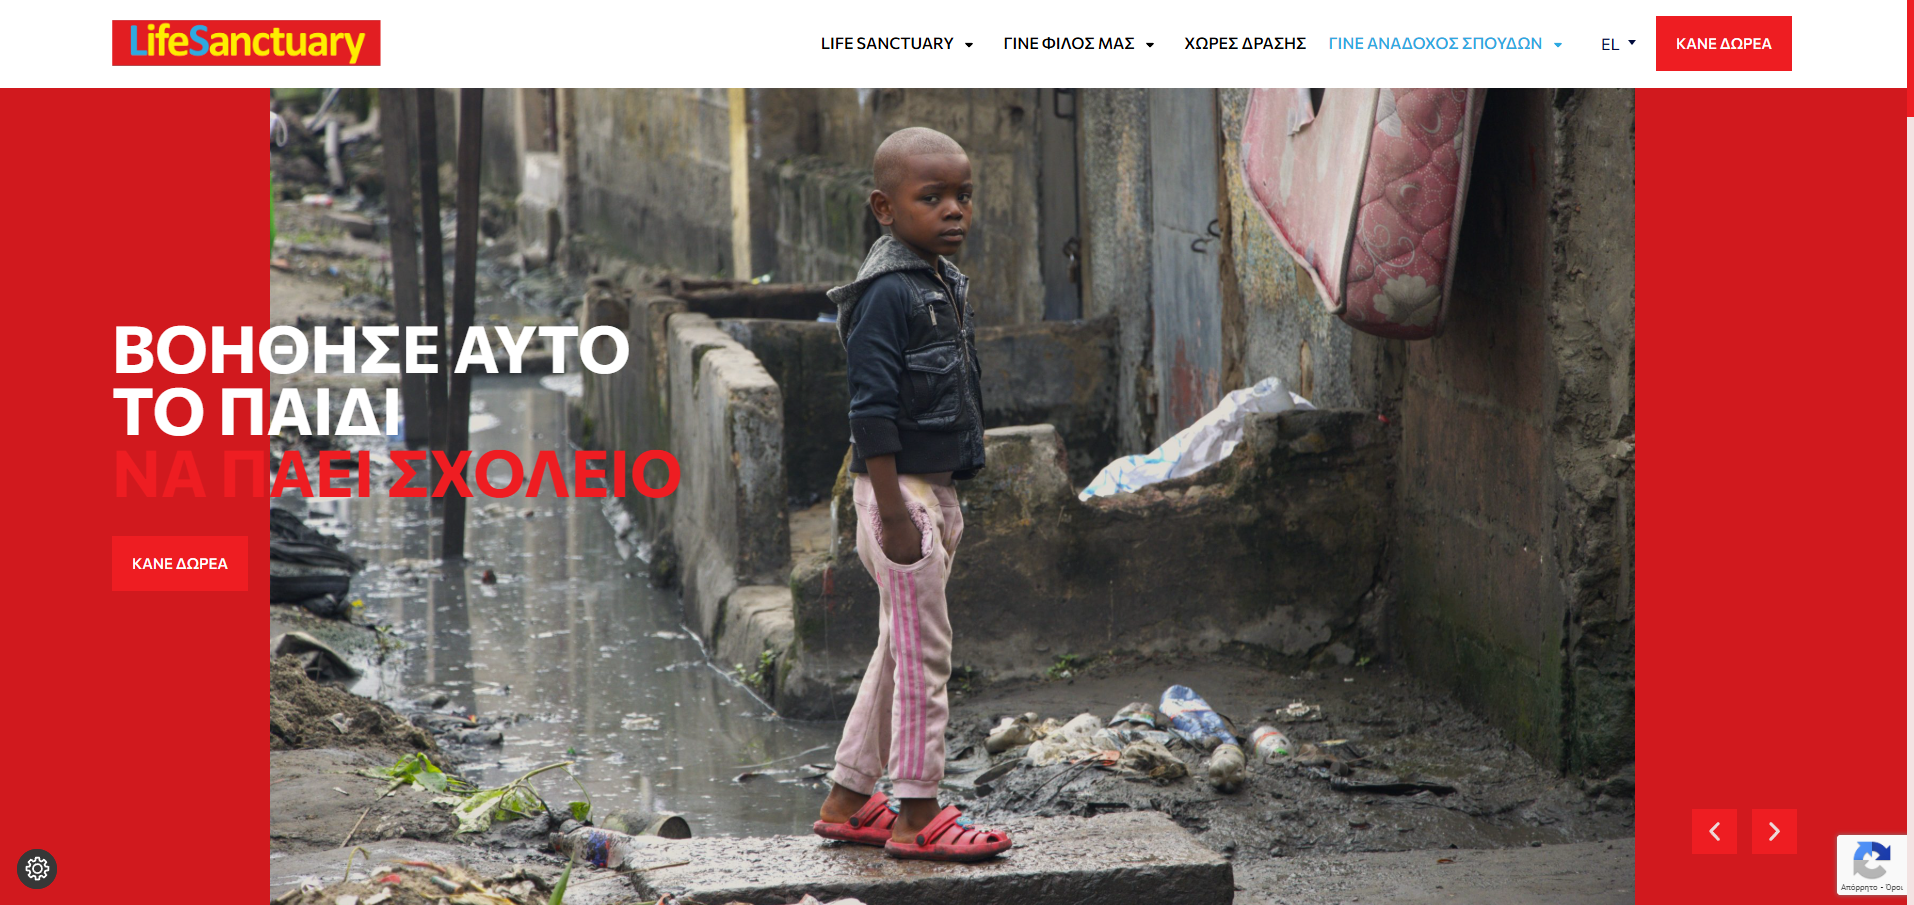 LifeSanctuary
LIFE SANCTUARY
ΓΙΝΕ ΦΙΛΟΣ ΜΑΣ
ΧΩΡΕΣ ΔΡΑΣΗΣ
ΓΙΝΕ ΑΝΑΔΟΧΟΣ ΣΠΟΥΔΩΝ
EL
ΚΑΝΕ ΔΩΡΕΑ
ΒΟΗΘΗΣΕ ΑΥΤΟ
ΤΟ ΠΑΙΔΙ
ΝΑ ΠΑΕΙ ΣΧΟΛΕΙΟ
ΚΑΝΕ ΔΩΡΕΑ
Απόρρητο - Όροι